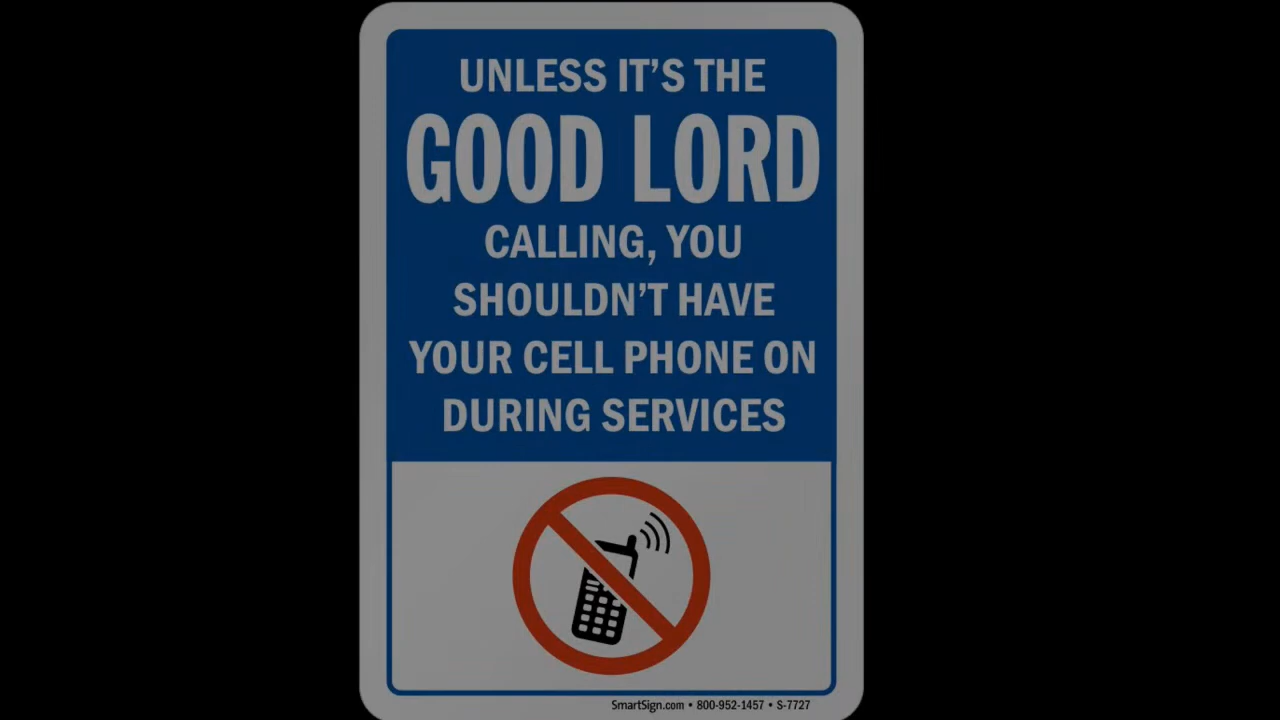 UNLESS IT'S THE
GOOD LORD
CALLING, YOU
SHOULDN'T HAVE
YOUR CELL PHONE ON
DURING SERVICES
SmartSign.com • 800-952-1457 • S-7727